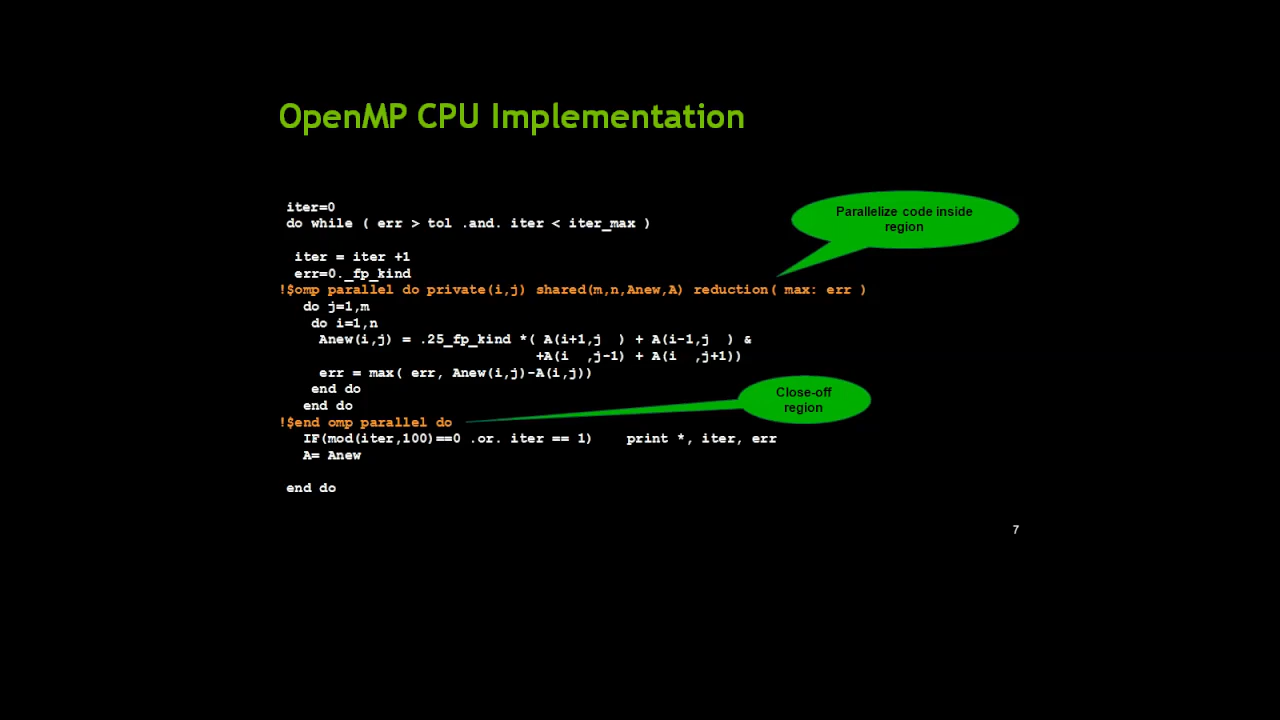 OpenMP CPU Implementation
iter=0
do while ( err > tol .and. iter < iter_max )
iter = iter +1
err=0._fp_kind
!$omp parallel do private(i,j) shared(m,n,Anew,A) reduction( max: err )
do j=1,m
do i=1,n
Anew(i,j) = .25_fp_kind *( A(i+1,j  ) + A(i-1,j  ) &
+A(i  ,j-1) + A(i  ,j+1))
err = max( err, Anew(i,j)-A(i,j))
end do
end do
!$end omp parallel do
IF(mod(iter,100)==0 .or. iter == 1)    print *, iter, err
A= Anew
end do
Parallelize code inside
region
Close-off
region
7